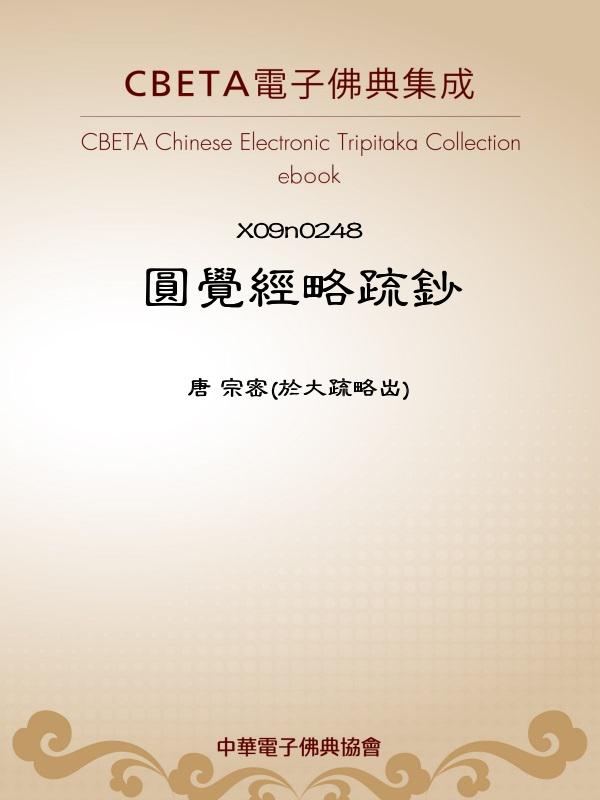 CBETA電子佛典集成
CBETA Chinese Electronic Tripitaka Collection
ebook
X09n0248
圓覺經略疏鈔
唐 宗密(於大疏略出)
中華電子佛典協會